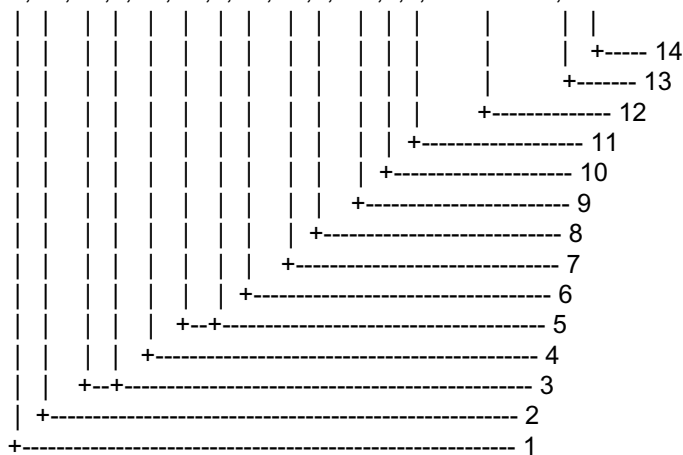 | | | | | | | | | | | | | | | |
| | | | | | | | | | | | | | | +----- 14
| | | | | | | | | | | | | | +------- 13
| | | | | | | | | | | | | +-------------- 12
| | | | | | | | | | | | +------------------- 11
| | | | | | | | | | | +--------------------- 10
| | | | | | | | | | +------------------------ 9
| | | | | | | | | +---------------------------- 8
| | | | | | | | +------------------------------- 7
| | | | | | | +----------------------------------- 6
| | | | | +--+-------------------------------------- 5
| | | | +--------------------------------------------- 4
| | +--+------------------------------------------------ 3
| +------------------------------------------------------- 2
+---------------------------------------------------------- 1